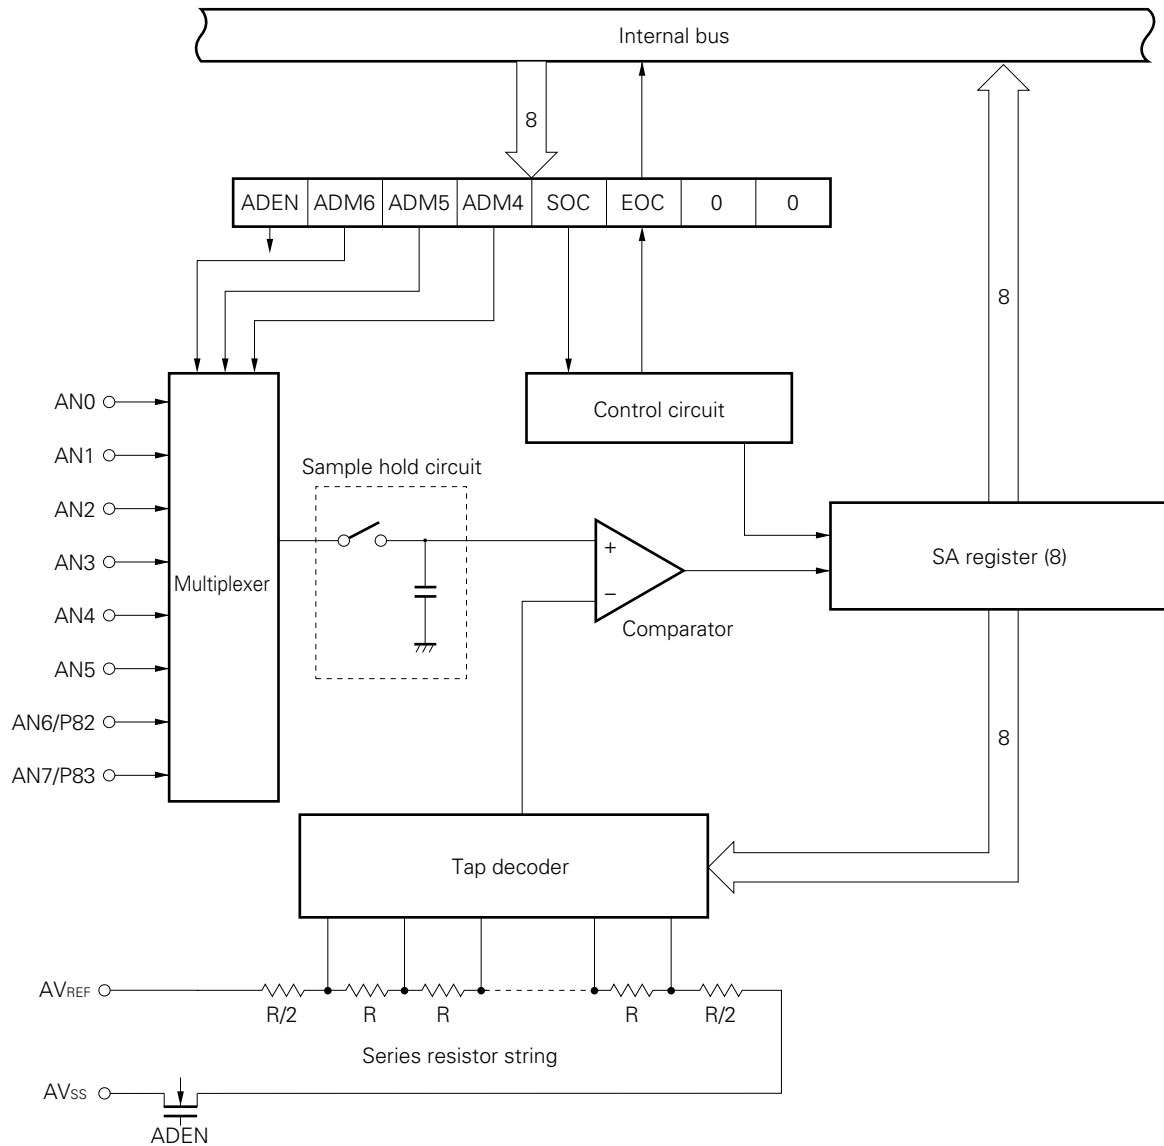 Internal bus
8
ADEN ADM6 ADM5 ADM4 SOC EOC 0 0
8
AN0
AN1
AN2
AN3
AN4
AN5
AN6/P82
AN7/P83
Multiplexer
Sample hold circuit
Control circuit
+
−
Comparator
SA register (8)
8
Tap decoder
AVREF
R/2 R R R R/2
Series resistor string
AVSS
ADEN